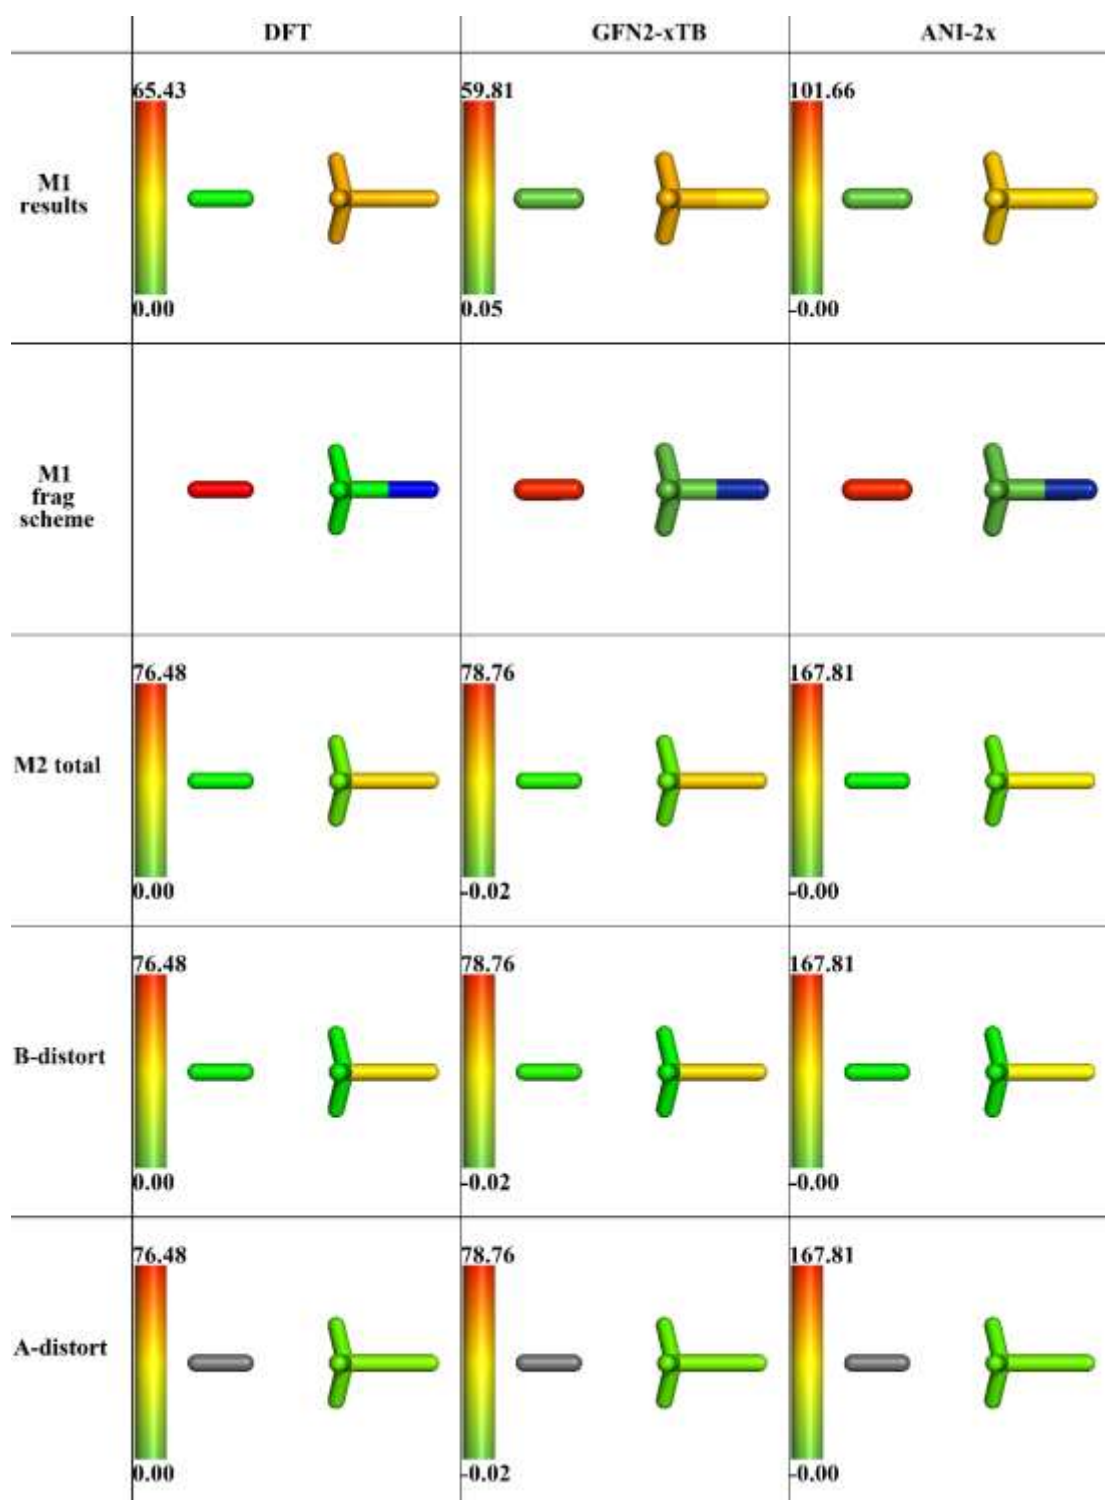 DFT
GFN2-xTB
ANI-2x
65.43
59.81
101.66
M1
results
0.00
0.05
-0.00
M1
frag
scheme
76.48
78.76
167.81
M2 total
0.00
-0.02
-0.00
76.48
78.76
167.81
B-distort
0.00
-0.02
-0.00
76.48
78.76
167.81
A-distort
0.00
-0.02
-0.00